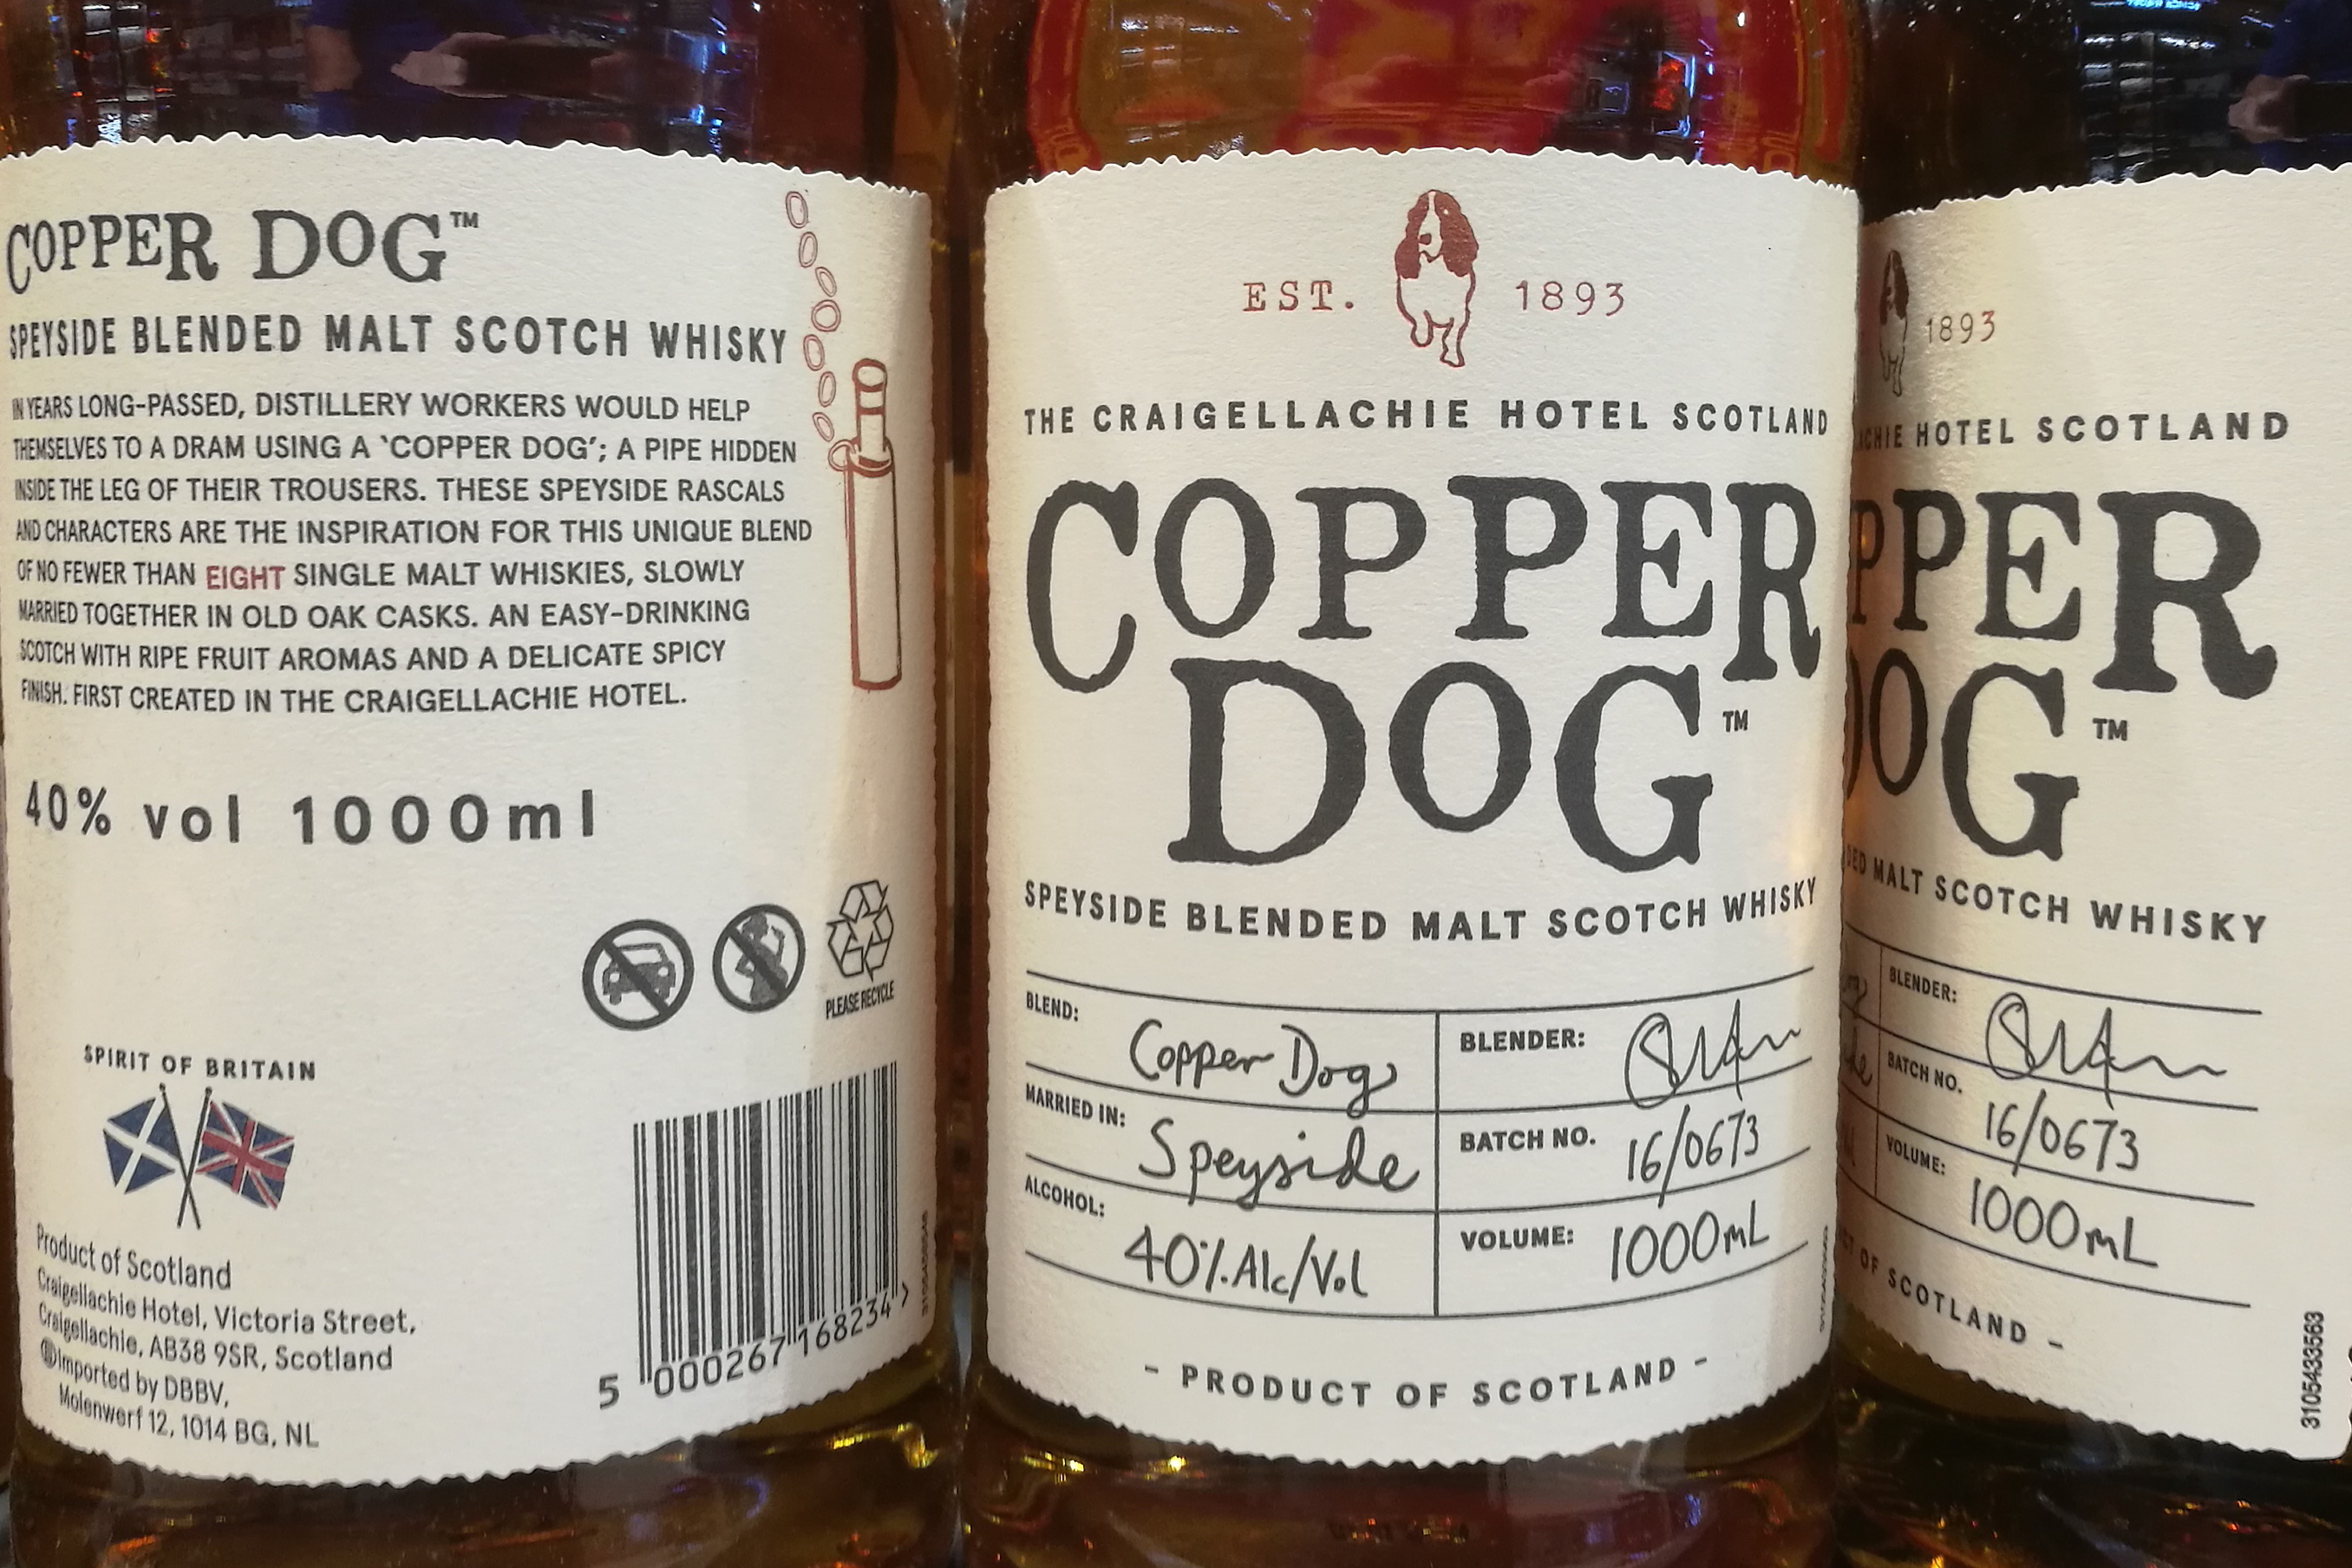 COPPER DOG™
SPEYSIDE BLENDED MALT SCOTCH WHISKY
IN YEARS LONG-PASSED, DISTILLERY WORKERS WOULD HELP
THEMSELVES TO A DRAM USING A ‘COPPER DOG’; A PIPE HIDDEN
INSIDE THE LEG OF THEIR TROUSERS. THESE SPEYSIDE RASCALS
AND CHARACTERS ARE THE INSPIRATION FOR THIS UNIQUE BLEND
OF NO FEWER THAN EIGHT SINGLE MALT WHISKIES, SLOWLY
MARRIED TOGETHER IN OLD OAK CASKS. AN EASY-DRINKING
SCOTCH WITH RIPE FRUIT AROMAS AND A DELICATE SPICY
FINISH. FIRST CREATED IN THE CRAIGELLACHIE HOTEL.
40% vol 1000ml
PLEASE RECYCLE
SPIRIT OF BRITAIN
Product of Scotland
Craigellachie Hotel, Victoria Street,
Craigellachie, AB38 9SR, Scotland
Imported by DBBV,
Molenwerf 12, 1014 BG, NL
5 000267 168234 >
EST. 1893
THE CRAIGELLACHIE HOTEL SCOTLAND
COPPER
DOG™
SPEYSIDE BLENDED MALT SCOTCH WHISKY
BLEND: Copper Dog
BLENDER:
MARRIED IN: Speyside
BATCH NO. 16/0673
ALCOHOL: 40% Alc/Vol
VOLUME: 1000mL
- PRODUCT OF SCOTLAND -
1893
HOTEL SCOTLAND
PPER
OG™
MALT SCOTCH WHISKY
BLENDER:
BATCH NO. 16/0673
VOLUME: 1000mL
OF SCOTLAND -
3105433563